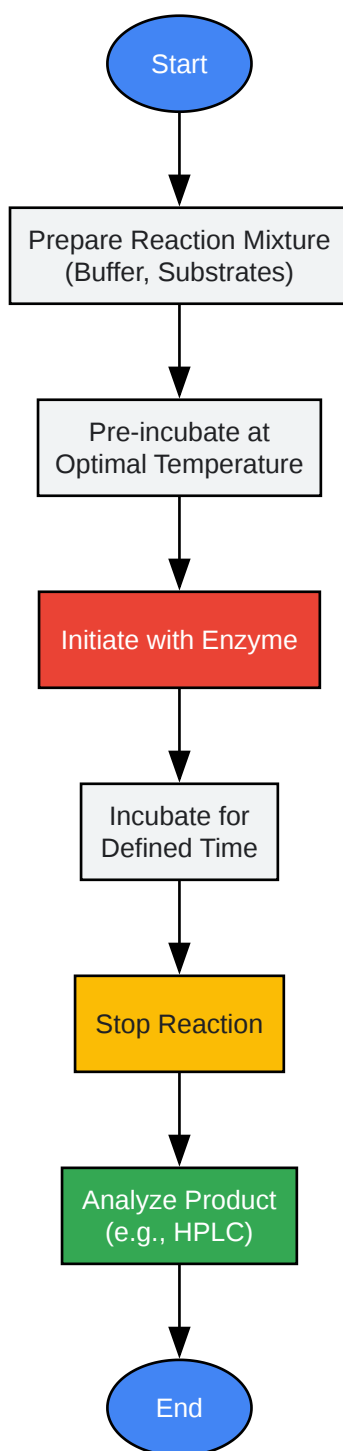 Start
Prepare Reaction Mixture
(Buffer, Substrates)
Pre-incubate at
Optimal Temperature
Initiate with Enzyme
Incubate for
Defined Time
Stop Reaction
Analyze Product
(e.g., HPLC)
End